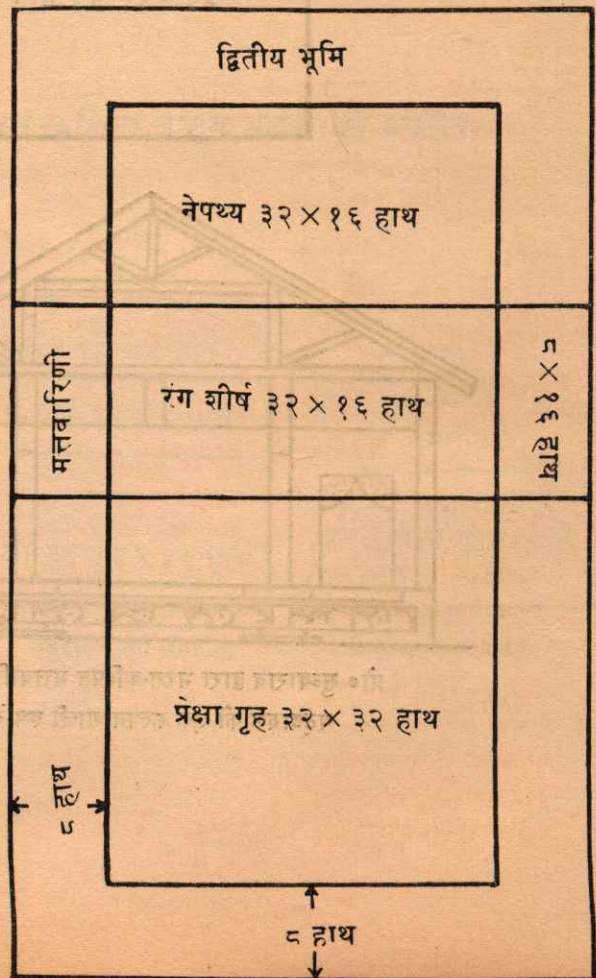 द्वितीय भूमि
नेपथ्य ३२ × १६ हाथ
मत्तवारिणी
रंग शीर्ष ३२ × १६ हाथ
८ × १६ हाथ
प्रेक्षा गृह ३२ × ३२ हाथ
८ हाथ
८ हाथ